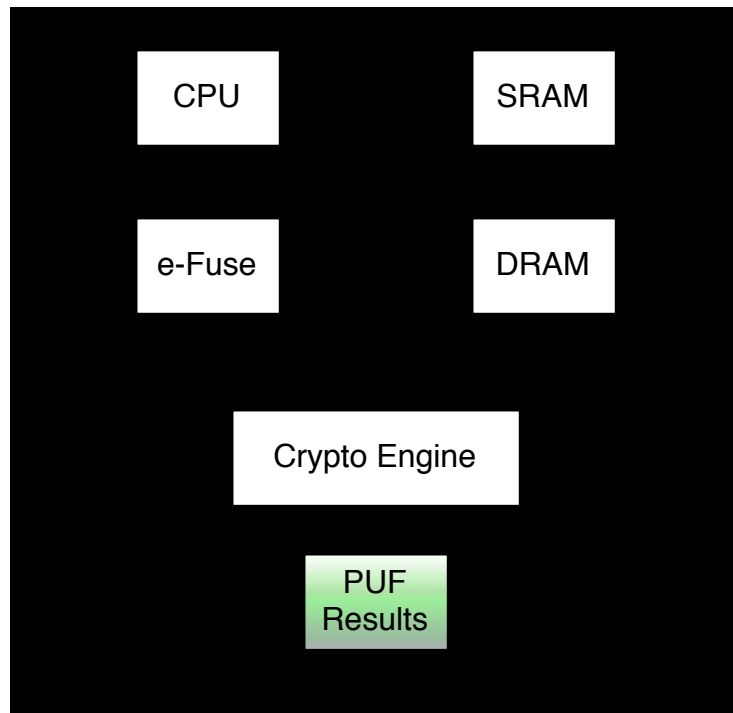 CPU
SRAM
e-Fuse
DRAM
Crypto Engine
PUF
Results